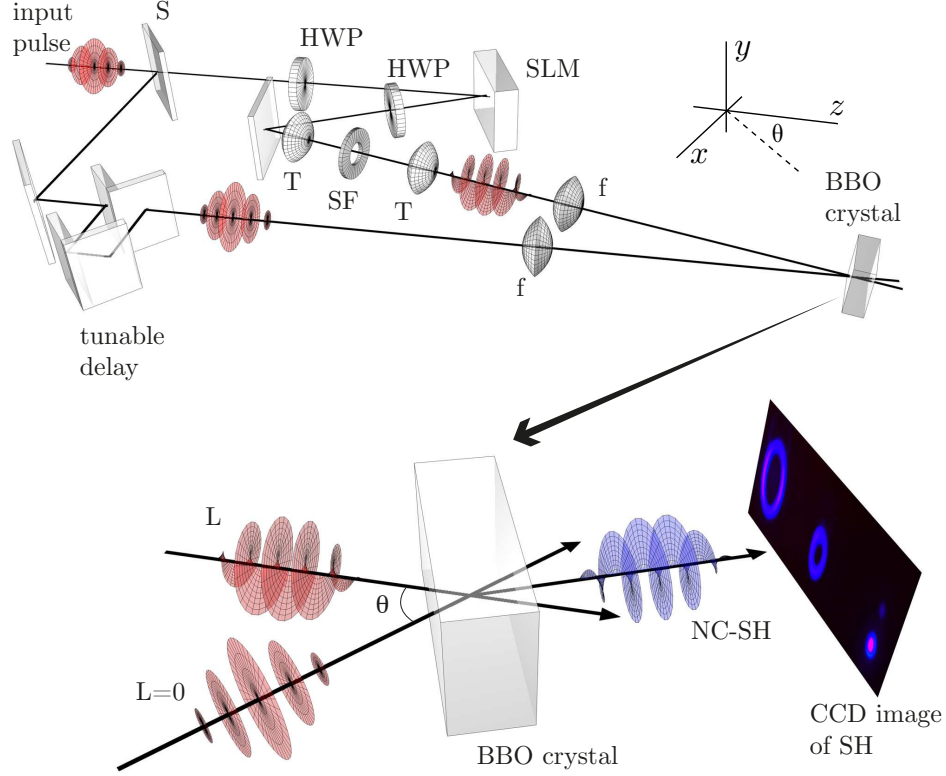 input
pulse
S
HWP
HWP
SLM
y
z
x
θ
T
SF
T
f
f
BBO
crystal
tunable
delay
L
θ
L=0
NC-SH
BBO crystal
CCD image
of SH